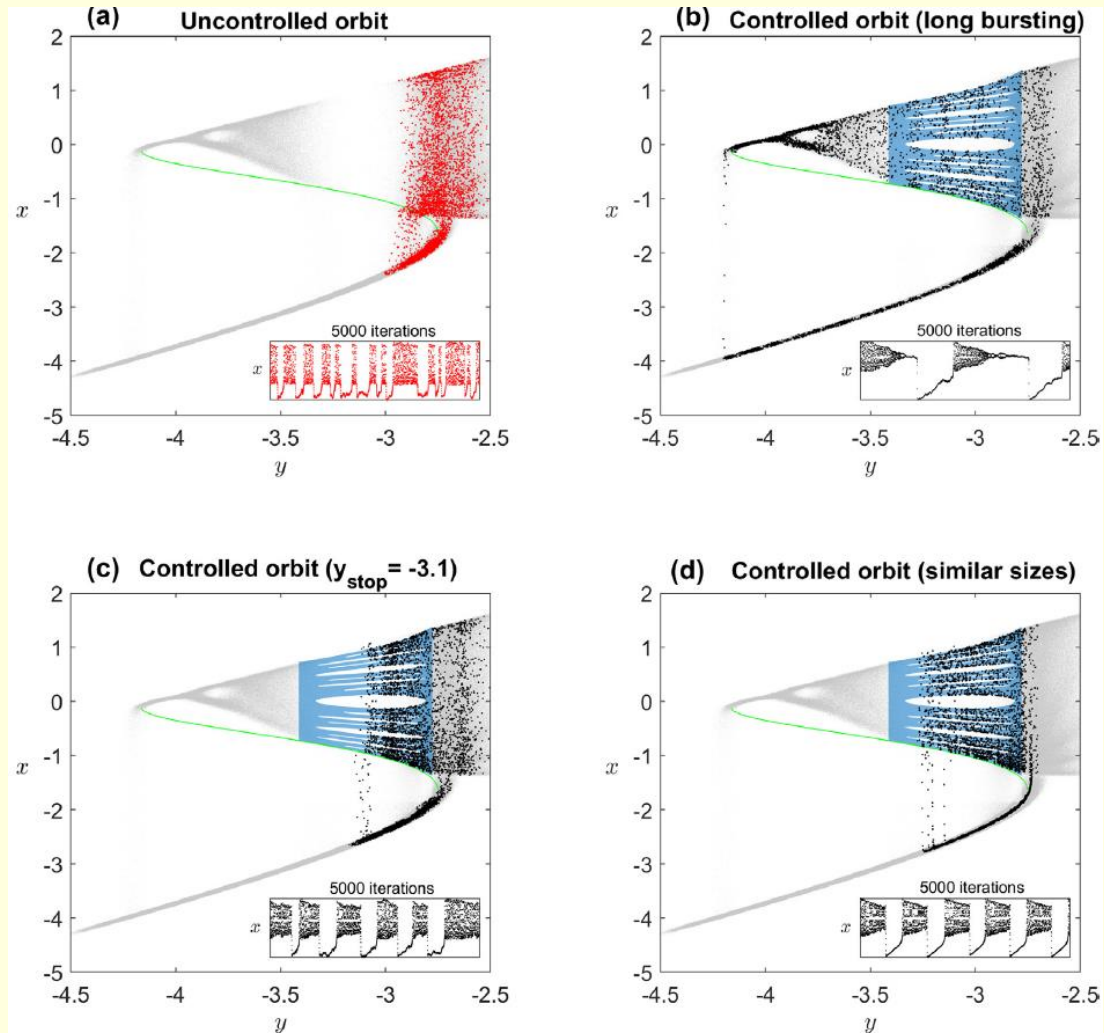 (a) Uncontrolled orbit
2
1
0
-1
x
-2
-3
-4
-5
5000 iterations
x
-4.5 -4 -3.5 -3 -2.5
y
(b) Controlled orbit (long bursting)
2
1
0
-1
x
-2
-3
-4
-5
5000 iterations
x
-4.5 -4 -3.5 -3 -2.5
y
(c) Controlled orbit (ystop = -3.1)
2
1
0
-1
x
-2
-3
-4
-5
5000 iterations
x
-4.5 -4 -3.5 -3 -2.5
y
(d) Controlled orbit (similar sizes)
2
1
0
-1
x
-2
-3
-4
-5
5000 iterations
x
-4.5 -4 -3.5 -3 -2.5
y